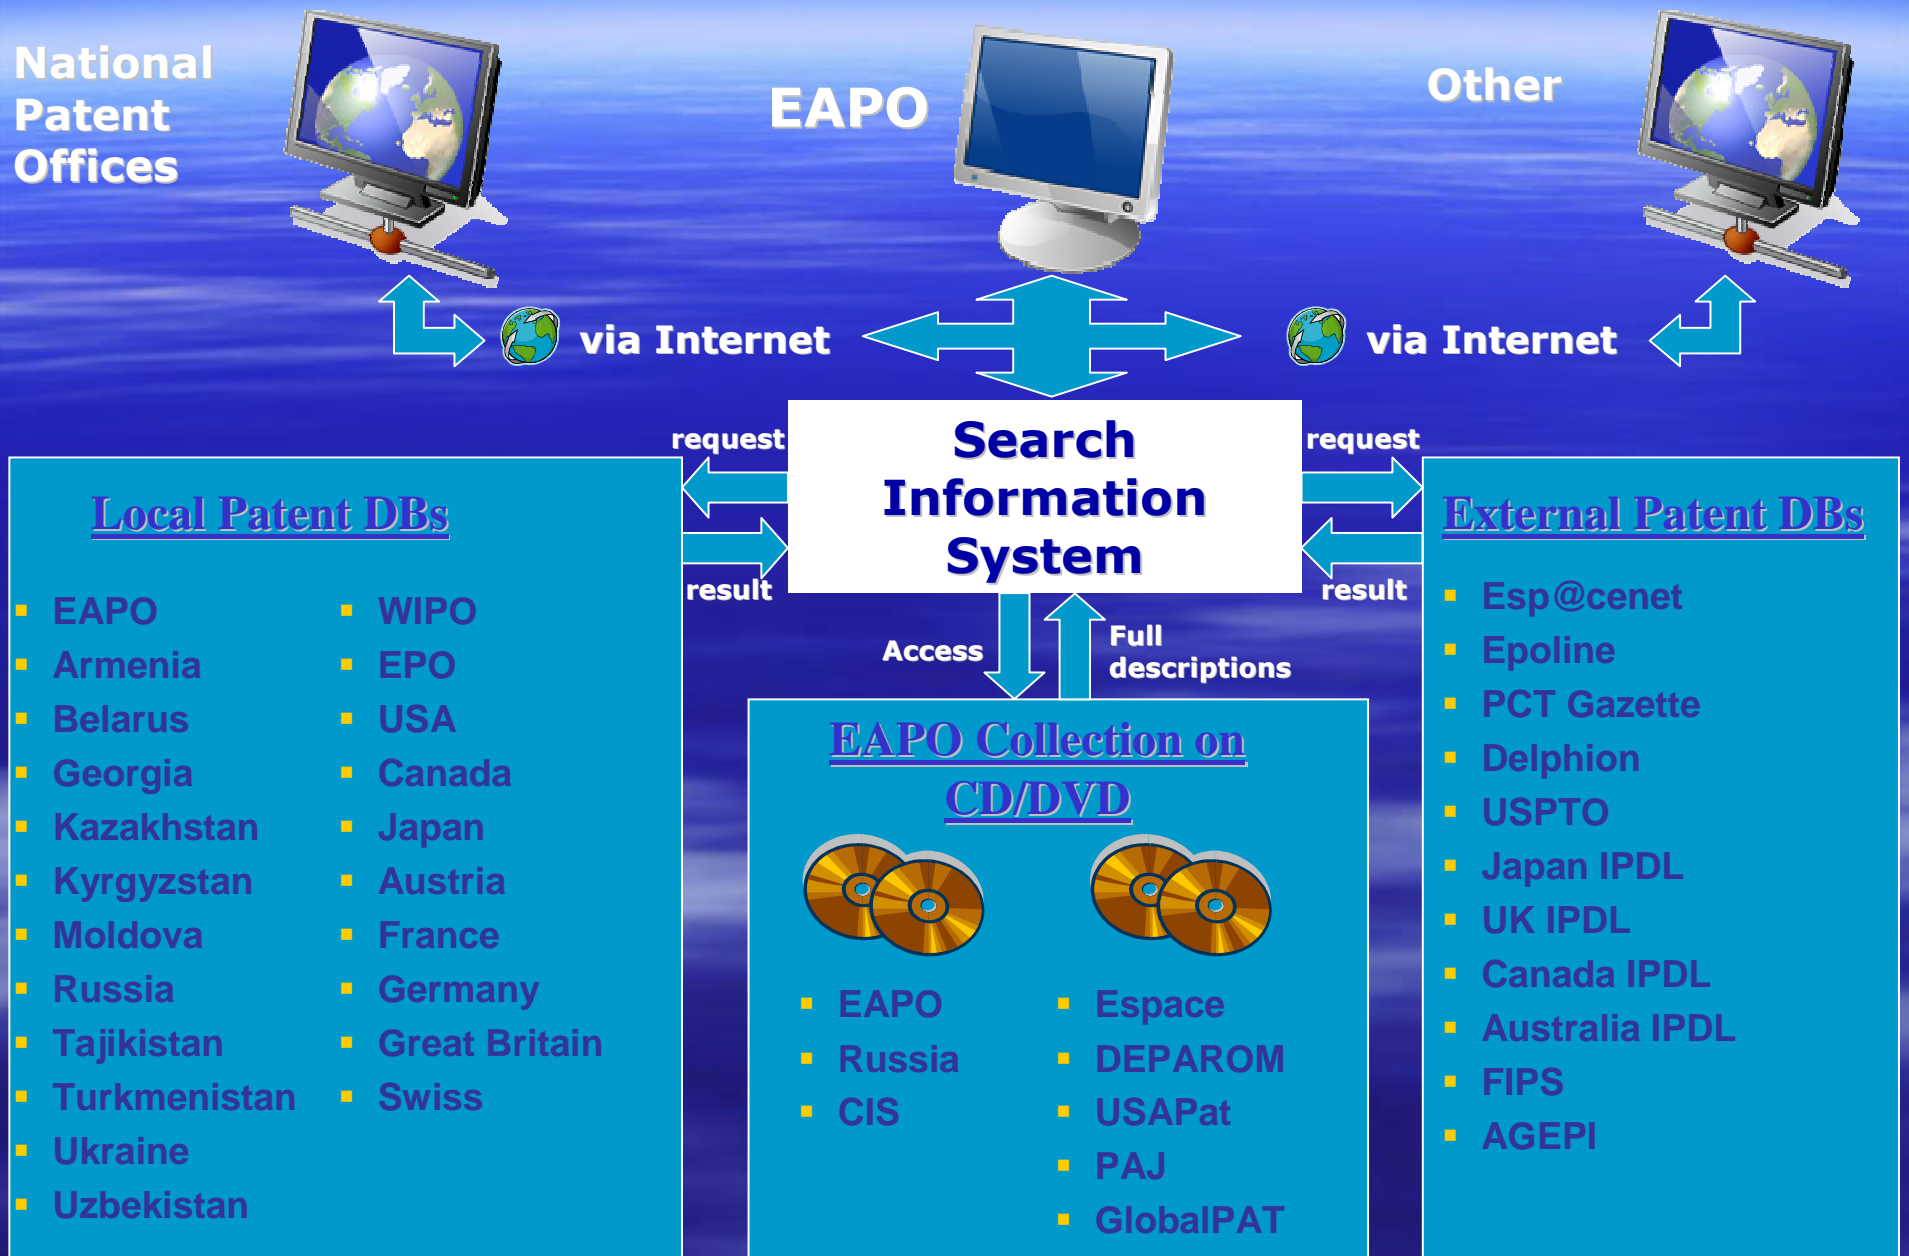 National
Patent
Offices
EAPO
Other
via Internet
via Internet
request
Search
Information
System
request
result
result
Access
Full
descriptions
Local Patent DBs
EAPO
Armenia
Belarus
Georgia
Kazakhstan
Kyrgyzstan
Moldova
Russia
Tajikistan
Turkmenistan
Ukraine
Uzbekistan
WIPO
EPO
USA
Canada
Japan
Austria
France
Germany
Great Britain
Swiss
EAPO Collection on
CD/DVD
EAPO
Russia
CIS
Espace
DEPAROM
USAPat
PAJ
GlobalPAT
External Patent DBs
Esp@cenet
Epoline
PCT Gazette
Delphion
USPTO
Japan IPDL
UK IPDL
Canada IPDL
Australia IPDL
FIPS
AGEPI